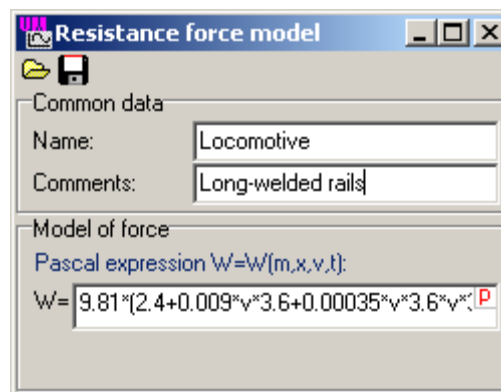 Resistance force model
Common data
Name: Locomotive
Comments: Long-welded rails
Model of force
Pascal expression W=W(m,x,v,t):
W= 9.81*(2.4+0.009*v*3.6+0.00035*v*3.6*v* P